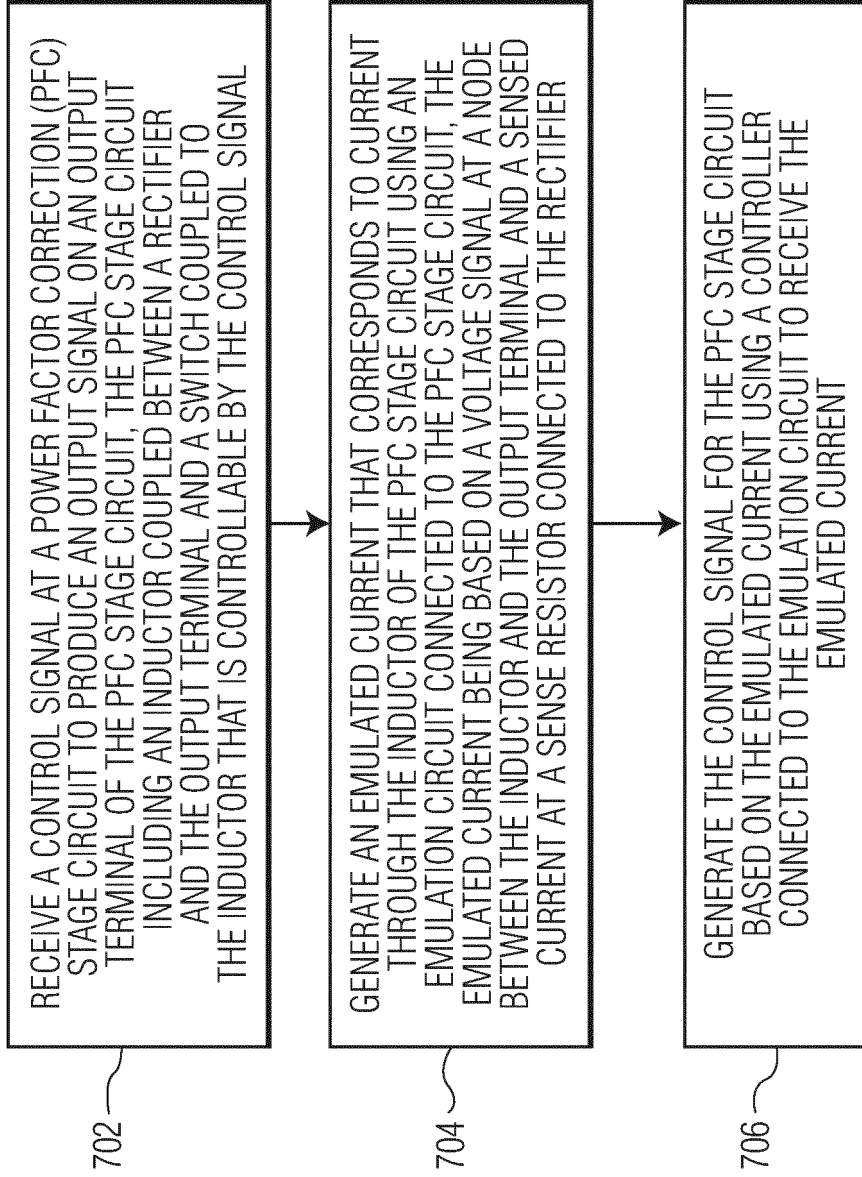 RECEIVE A CONTROL SIGNAL AT A POWER FACTOR CORRECTION (PFC)
STAGE CIRCUIT TO PRODUCE AN OUTPUT SIGNAL ON AN OUTPUT
TERMINAL OF THE PFC STAGE CIRCUIT, THE PFC STAGE CIRCUIT
INCLUDING AN INDUCTOR COUPLED BETWEEN A RECTIFIER
AND THE OUTPUT TERMINAL AND A SWITCH COUPLED TO
THE INDUCTOR THAT IS CONTROLLABLE BY THE CONTROL SIGNAL
702
GENERATE AN EMULATED CURRENT THAT CORRESPONDS TO CURRENT
THROUGH THE INDUCTOR OF THE PFC STAGE CIRCUIT USING AN
EMULATION CIRCUIT CONNECTED TO THE PFC STAGE CIRCUIT, THE
EMULATED CURRENT BEING BASED ON A VOLTAGE SIGNAL AT A NODE
BETWEEN THE INDUCTOR AND THE OUTPUT TERMINAL AND A SENSED
CURRENT AT A SENSE RESISTOR CONNECTED TO THE RECTIFIER
704
GENERATE THE CONTROL SIGNAL FOR THE PFC STAGE CIRCUIT
BASED ON THE EMULATED CURRENT USING A CONTROLLER
CONNECTED TO THE EMULATION CIRCUIT TO RECEIVE THE
EMULATED CURRENT
706